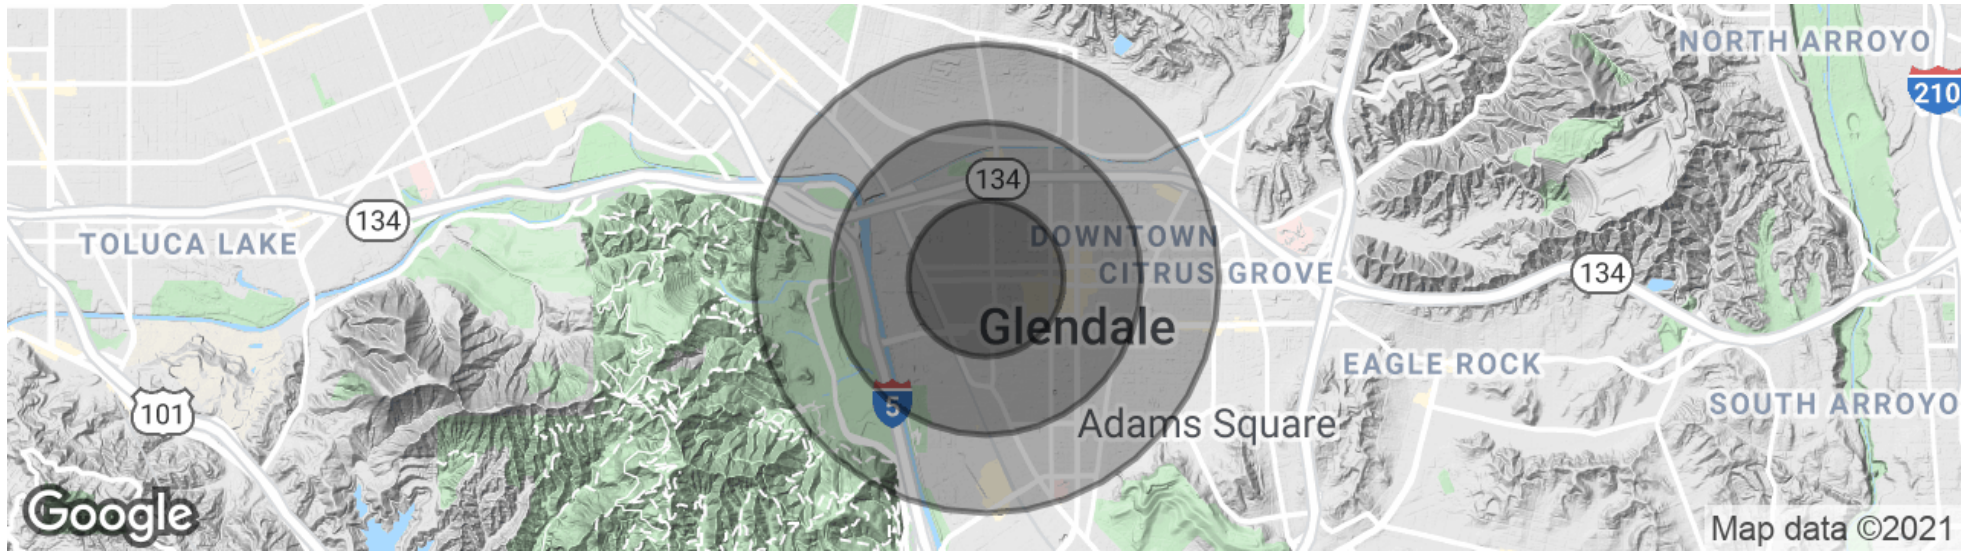 NORTH ARROYO
210
134
134
TOLUCA LAKE
DOWNTOWN
CITRUS GROVE
134
Glendale
EAGLE ROCK
101
5
SOUTH ARROYO
Adams Square
Google
Map data ©2021